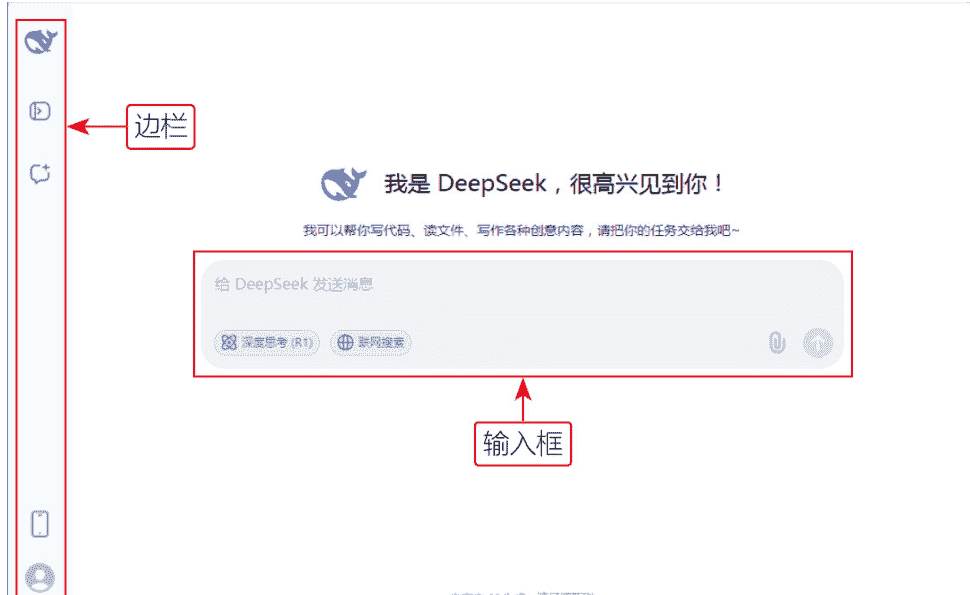 边栏
我是 DeepSeek，很高兴见到你！
我可以帮你写代码、读文件、写作各种创意内容，请把你的任务交给我吧~
给 DeepSeek 发送消息
深度思考 (R1) 联网搜索
输入框